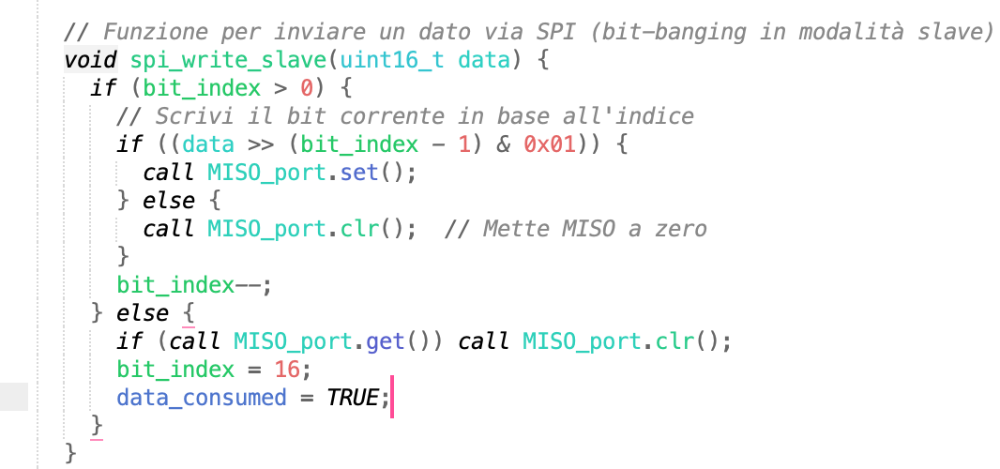 // Funzione per inviare un dato via SPI (bit-banging in modalità slave)
void spi_write_slave(uint16_t data) {
if (bit_index > 0) {
// Scrivi il bit corrente in base all'indice
if ((data >> (bit_index - 1) & 0x01)) {
call MISO_port.set();
} else {
call MISO_port.clr();  // Mette MISO a zero
}
bit_index--;
} else {
if (call MISO_port.get()) call MISO_port.clr();
bit_index = 16;
data_consumed = TRUE;
}
}